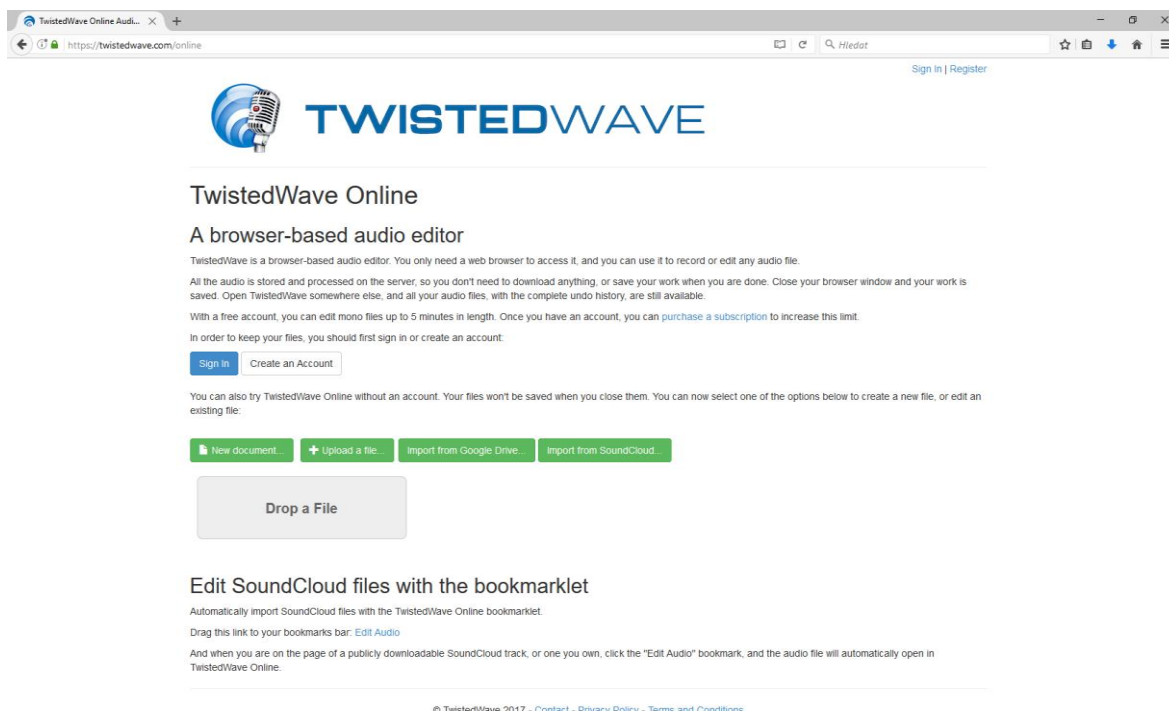 TwistedWave Online Audi...
https://twistedwave.com/online
Hledat
Sign In | Register
TWISTEDWAVE
TwistedWave Online
A browser-based audio editor
TwistedWave is a browser-based audio editor. You only need a web browser to access it, and you can use it to record or edit any audio file.
All the audio is stored and processed on the server, so you don't need to download anything, or save your work when you are done. Close your browser window and your work is
saved. Open TwistedWave somewhere else, and all your audio files, with the complete undo history, are still available.
With a free account, you can edit mono files up to 5 minutes in length. Once you have an account, you can purchase a subscription to increase this limit.
In order to keep your files, you should first sign in or create an account:
Sign In Create an Account
You can also try TwistedWave Online without an account. Your files won't be saved when you close them. You can now select one of the options below to create a new file, or edit an
existing file:
New document... Upload a file... Import from Google Drive... Import from SoundCloud...
Drop a File
Edit SoundCloud files with the bookmarklet
Automatically import SoundCloud files with the TwistedWave Online bookmarklet.
Drag this link to your bookmarks bar: Edit Audio
And when you are on the page of a publicly downloadable SoundCloud track, or one you own, click the "Edit Audio" bookmark, and the audio file will automatically open in
TwistedWave Online.
© TwistedWave 2017 - Contact - Privacy Policy - Terms and Conditions